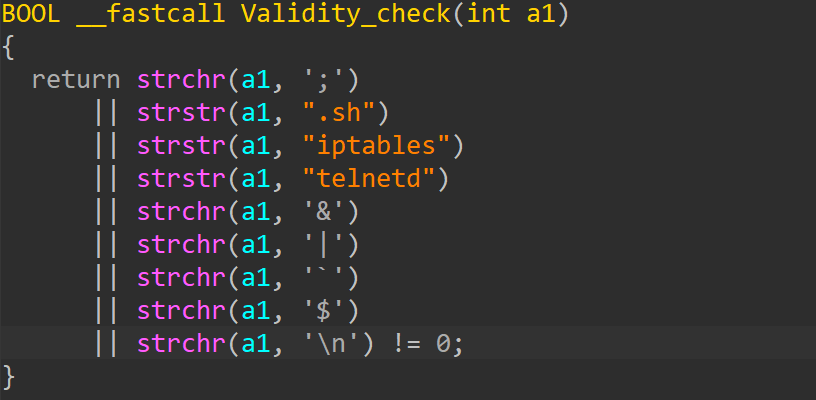 BOOL __fastcall Validity_check(int a1)
{
  return strchr(a1, ';')
      || strstr(a1, ".sh")
      || strstr(a1, "iptables")
      || strstr(a1, "telnetd")
      || strchr(a1, '&')
      || strchr(a1, '|')
      || strchr(a1, '`')
      || strchr(a1, '$')
      || strchr(a1, '\n') != 0;
}